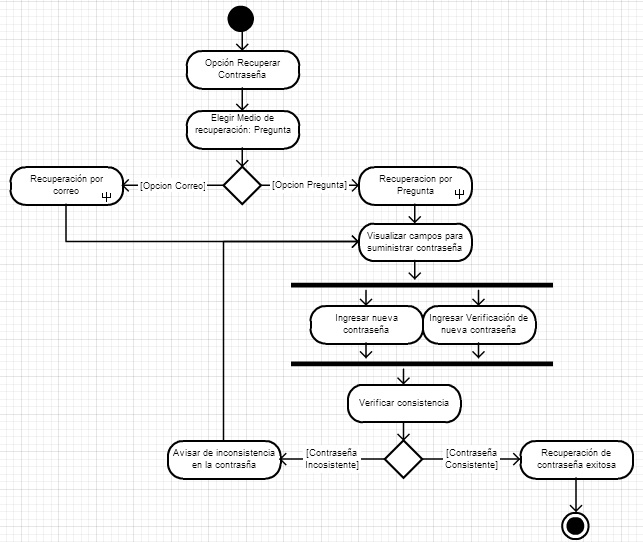 Opción Recuperar
Contraseña
Elegir Medio de
recuperación: Pregunta
Recuperación por
correo
[Opcion Correo]
[Opcion Pregunta]
Recuperacion por
Pregunta
Visualizar campos para
suministrar contraseña
Ingresar nueva
contraseña
Ingresar Verificación de
nueva contraseña
Verificar consistencia
Avisar de inconsistencia
en la contrasña
[Contraseña
Incosistente]
[Contraseña
Consistente]
Recuperación de
contraseña exitosa